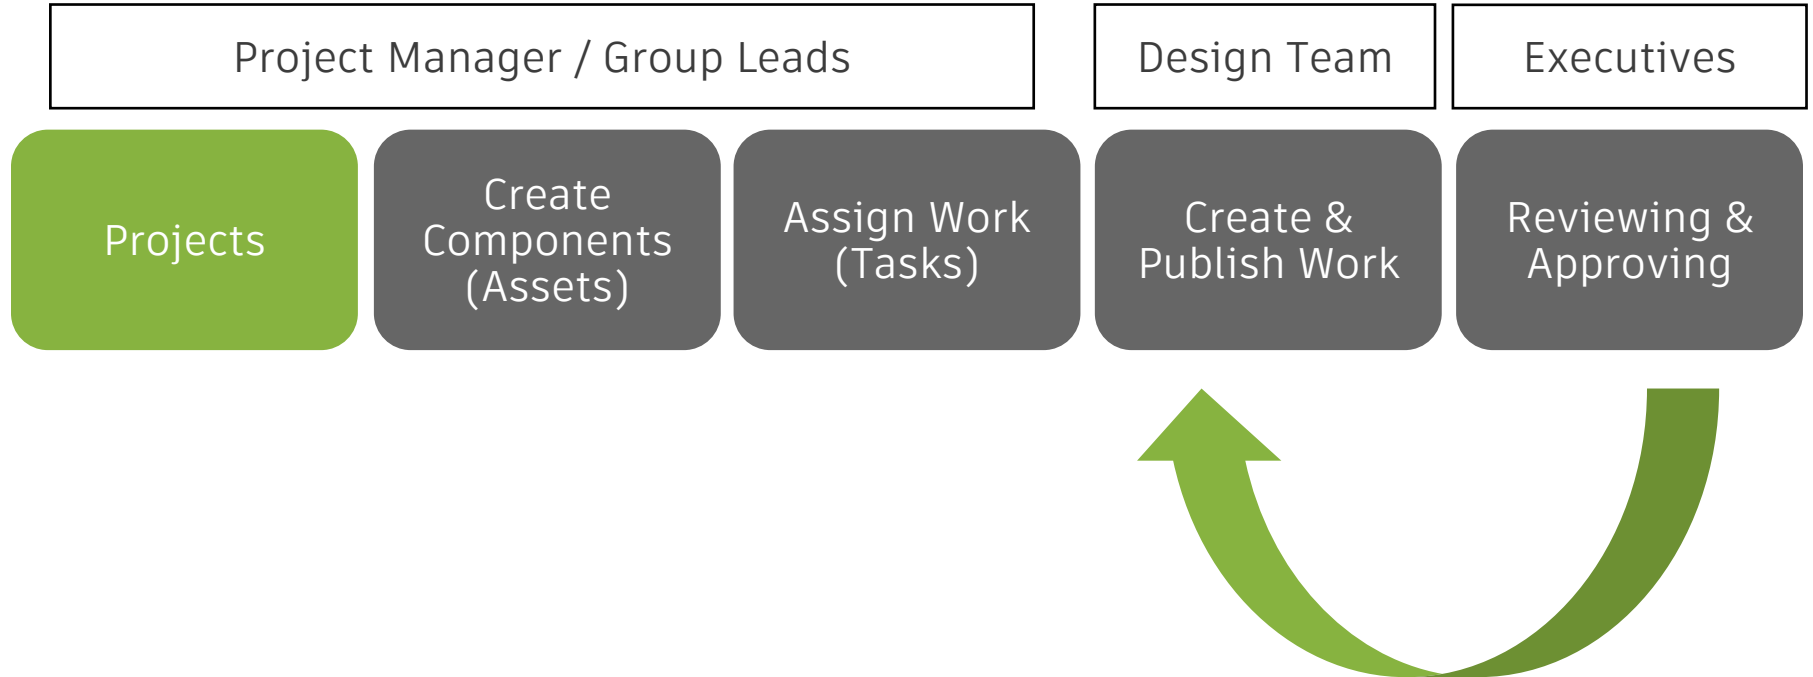 Project Manager / Group Leads
Design Team
Executives
Projects
Create
Components
(Assets)
Assign Work
(Tasks)
Create &
Publish Work
Reviewing &
Approving